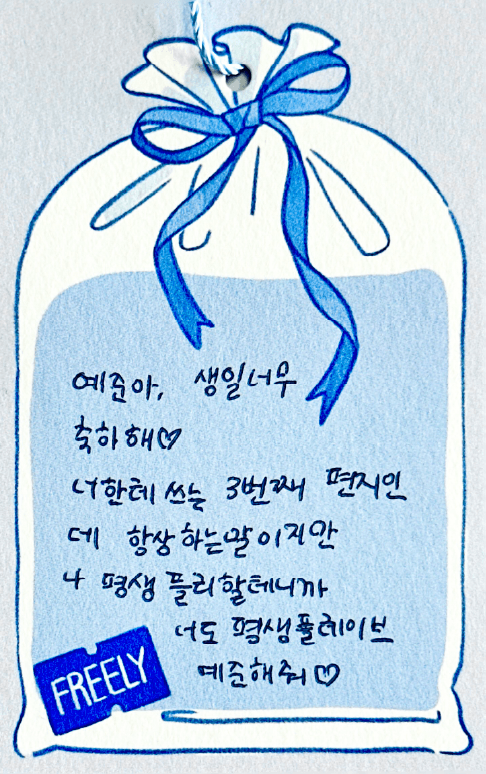 예준아, 생일너무
축하해♡
너한테 쓰는 3번째 편지인
데 항상 하는말이지만
나 평생 플리할테니까
너도 평생플레이브
예준해줘♡
FREELY